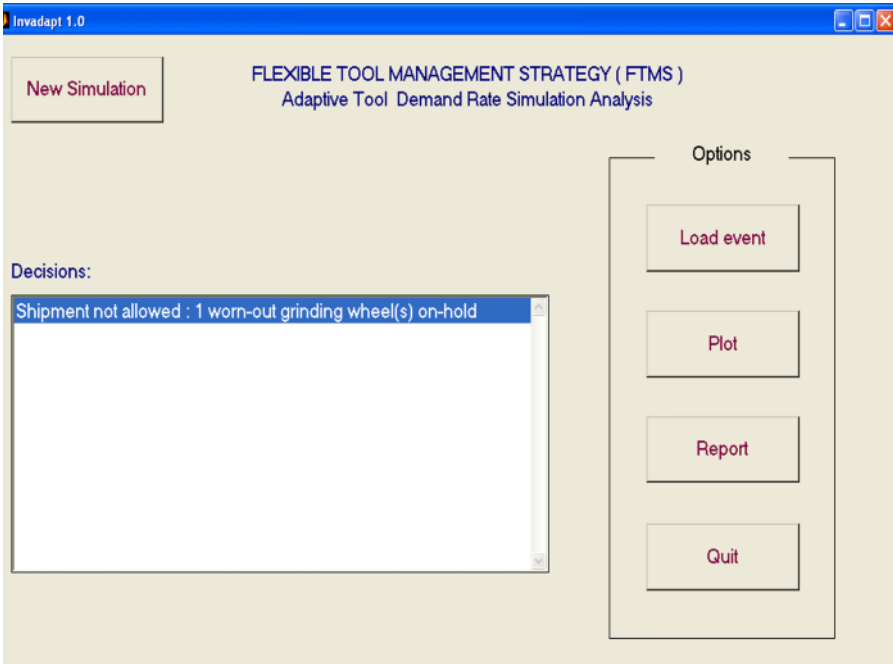 Invadapt 1.0
New Simulation
FLEXIBLE TOOL MANAGEMENT STRATEGY ( FTMS )
Adaptive Tool Demand Rate Simulation Analysis
Options
Load event
Decisions:
Shipment not allowed : 1 worn-out grinding wheel(s) on-hold
Plot
Report
Quit